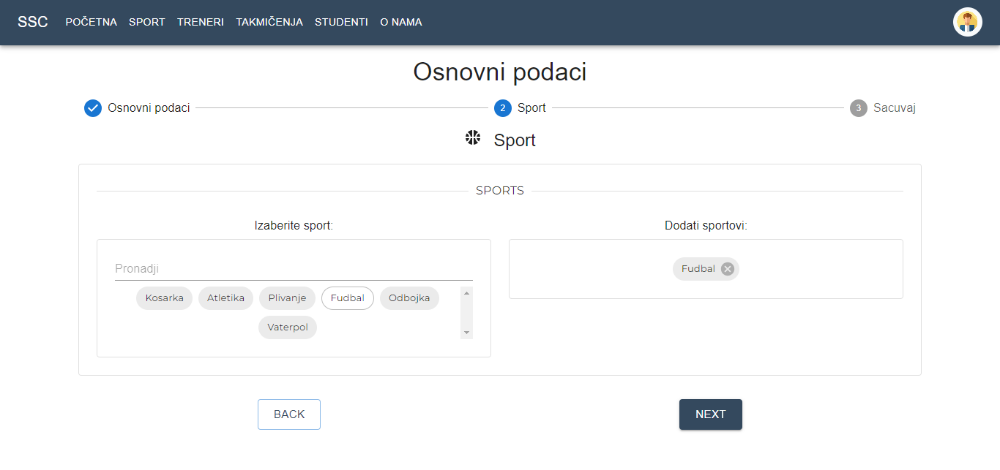 SSC POČETNA SPORT TRENERI TAKMIČENJA STUDENTI O NAMA
Osnovni podaci
Osnovni podaci 2 Sport 3 Sacuvaj
Sport
SPORTS
Izaberite sport:
Pronadji
Kosarka Atletika Plivanje Fudbal Odbojka
Vaterpol
Dodati sportovi:
Fudbal
BACK NEXT